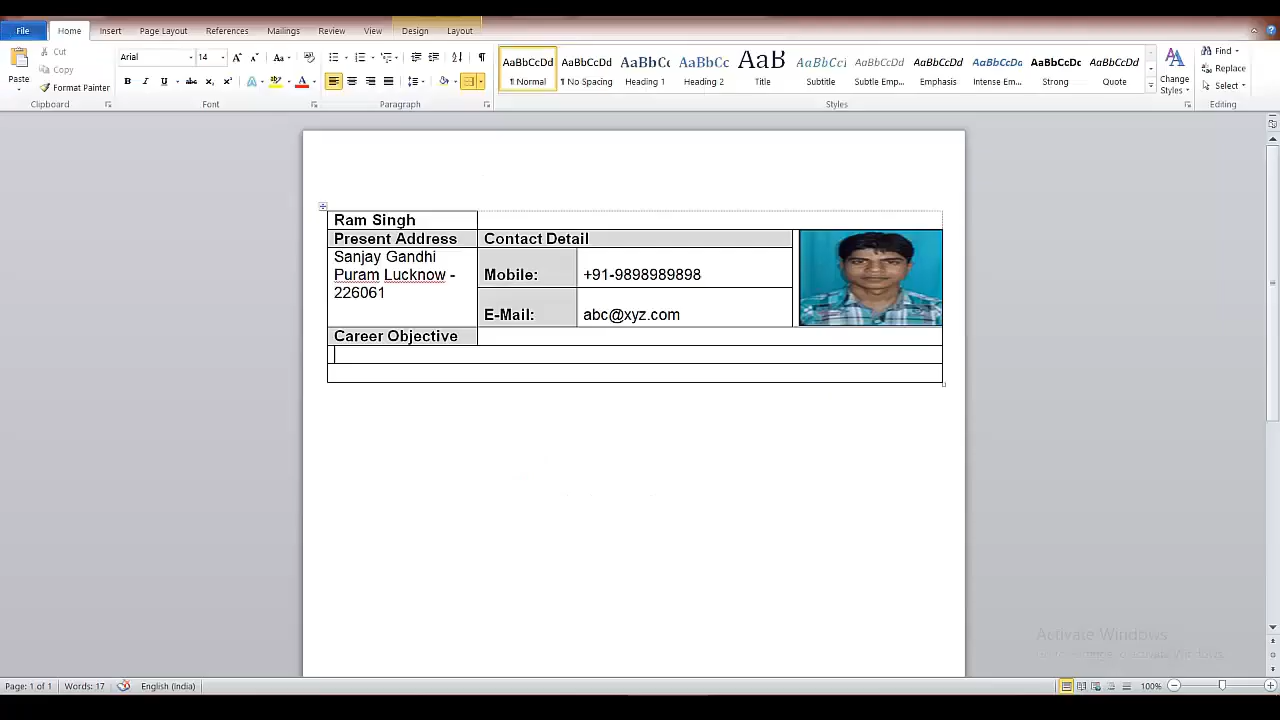 File Home Insert Page Layout References Mailings Review View Design Layout
Cut
Copy
Format Painter
Paste
Clipboard
Arial 14
Font
Paragraph
AaBbCcDd AaBbCcDd AaBbCc AaBbCc AaB AaBbCcI AaBbCcDd AaBbCcDd AaBbCcDd AaBbCcDd AaBbCcDd
¶ Normal ¶ No Spacing Heading 1 Heading 2 Title Subtitle Subtle Emp... Emphasis Intense Em... Strong Quote
Styles
Change
Styles
Find
Replace
Select
Editing
Ram Singh
Present Address Contact Detail
Sanjay Gandhi
Puram Lucknow -
226061
Mobile: +91-9898989898
E-Mail: abc@xyz.com
Career Objective
Activate Windows
Page: 1 of 1 Words: 17 English (India) 100%